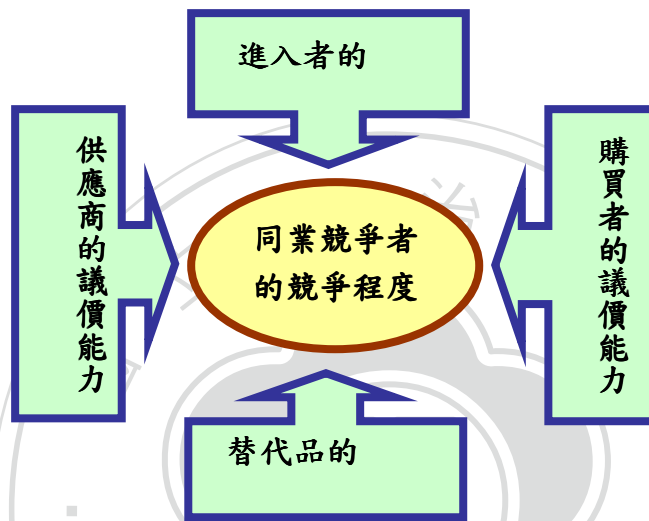 進入者的
供應商的議價能力
同業競爭者
的競爭程度
購買者的議價能力
替代品的